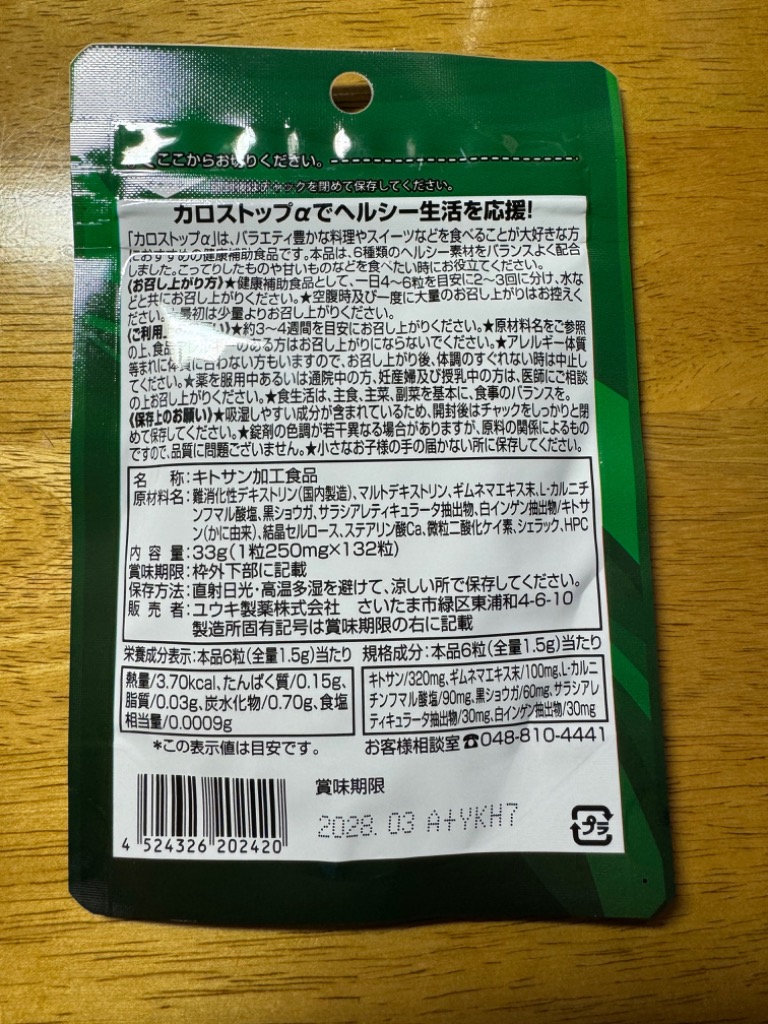 ここからお切りください。
チャックを閉めて保存してください。
カロストップαでヘルシー生活を応援!
「カロストップα」は、バラエティ豊かな料理やスイーツなどを食べることが大好きな方
におすすめの健康補助食品です。本品は、6種類のヘルシー素材をバランスよく配合
しました。こってりしたものや甘いものなどを食べたい時にお役立てください。
《お召し上がり方》★健康補助食品として、一日4~6粒を目安に2~3回に分け、水な
どと共にお召し上がりください。★空腹時及び一度に大量のお召し上がりはお控えく
ださい。最初は少量よりお召し上がりください。
《ご利用 い》★約3~4週間を目安にお召し上がりください。★原材料名をご参照
の上、食品 のある方はお召し上がりにならないでください。★アレルギー体質
等まれに体質に合わない方もいますので、お召し上がり後、体調のすぐれない時は中止し
てください。★薬を服用中あるいは通院中の方、妊産婦及び授乳中の方は、医師にご相談
の上お召し上がりください。★食生活は、主食、主菜、副菜を基本に、食事のバランスを。
《保存上のお願い》★吸湿しやすい成分が含まれているため、開封後はチャックをしっかりと閉
めて保存してください。★錠剤の色調が若干異なる場合がありますが、原料の関係によるもの
ですので、品質に問題ございません。★小さなお子様の手の届かない所に保存してください。
名 称:キトサン加工食品
原材料名:難消化性デキストリン(国内製造)、マルトデキストリン、ギムネマエキス末、L-カルニチ
ンフマル酸塩、黒ショウガ、サラシアレティキュラータ抽出物、白インゲン抽出物/キトサ
ン(かに由来)、結晶セルロース、ステアリン酸Ca、微粒二酸化ケイ素、シェラック、HPC
内 容 量:33g(1粒250mg×132粒)
賞味期限:枠外下部に記載
保存方法:直射日光・高温多湿を避けて、涼しい所で保存してください。
販 売 者:ユウキ製薬株式会社 さいたま市緑区東浦和4-6-10
製造所固有記号は賞味期限の右に記載
栄養成分表示:本品6粒(全量1.5g)当たり
熱量/3.70kcal、たんぱく質/0.15g、
脂質/0.03g、炭水化物/0.70g、食塩
相当量/0.0009g
*この表示値は目安です。
規格成分:本品6粒(全量1.5g)当たり
キトサン/320mg、ギムネマエキス末/100mg、L-カルニ
チンフマル酸塩/90mg、黒ショウガ/60mg、サラシアレ
ティキュラータ抽出物/30mg、白インゲン抽出物/30mg
お客様相談室☎048-810-4441
賞味期限
2028. 03 A+YKH7
4 524326 202420
プラ